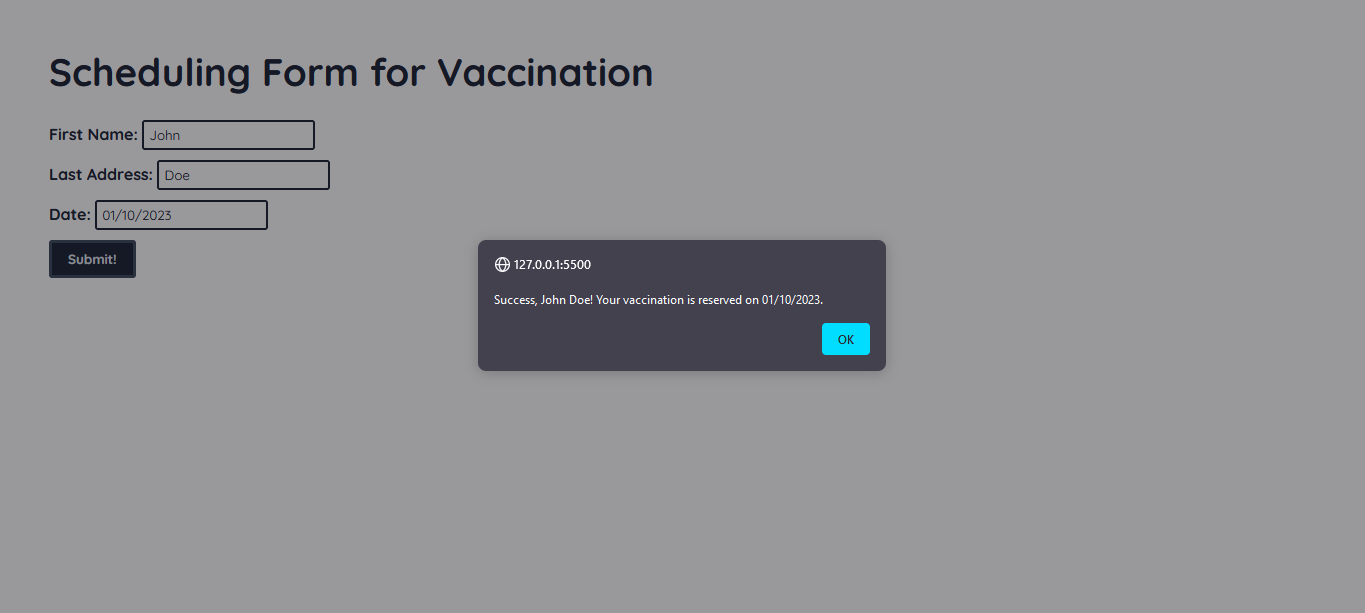 Scheduling Form for Vaccination
First Name: John
Last Address: Doe
Date: 01/10/2023
Submit!
127.0.0.1:5500
Success, John Doe! Your vaccination is reserved on 01/10/2023.
OK